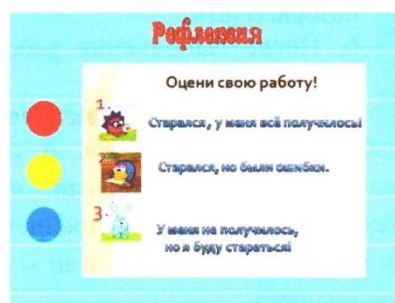 Рефлексия
Оцени свою работу!
1.
Старался, у меня всё получилось!
2.
Старался, но были ошибки.
3.
У меня не получилось,
но я буду стараться!